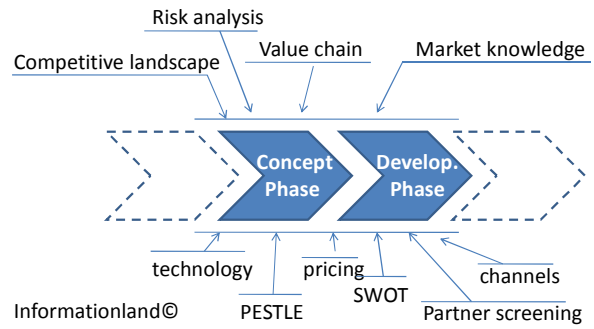 Risk analysis
Value chain
Market knowledge
Competitive landscape
Concept
Phase
Develop.
Phase
technology
pricing
channels
PESTLE
SWOT
Partner screening
Informationland©